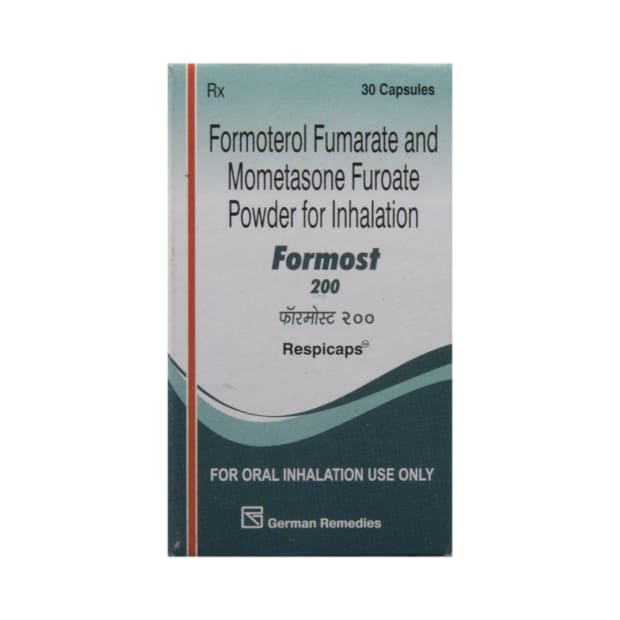 Rx
30 Capsules
Formoterol Fumarate and
Mometasone Furoate
Powder for Inhalation
Formost
200
फॉरमोस्ट २००
Respicaps™
FOR ORAL INHALATION USE ONLY
German Remedies